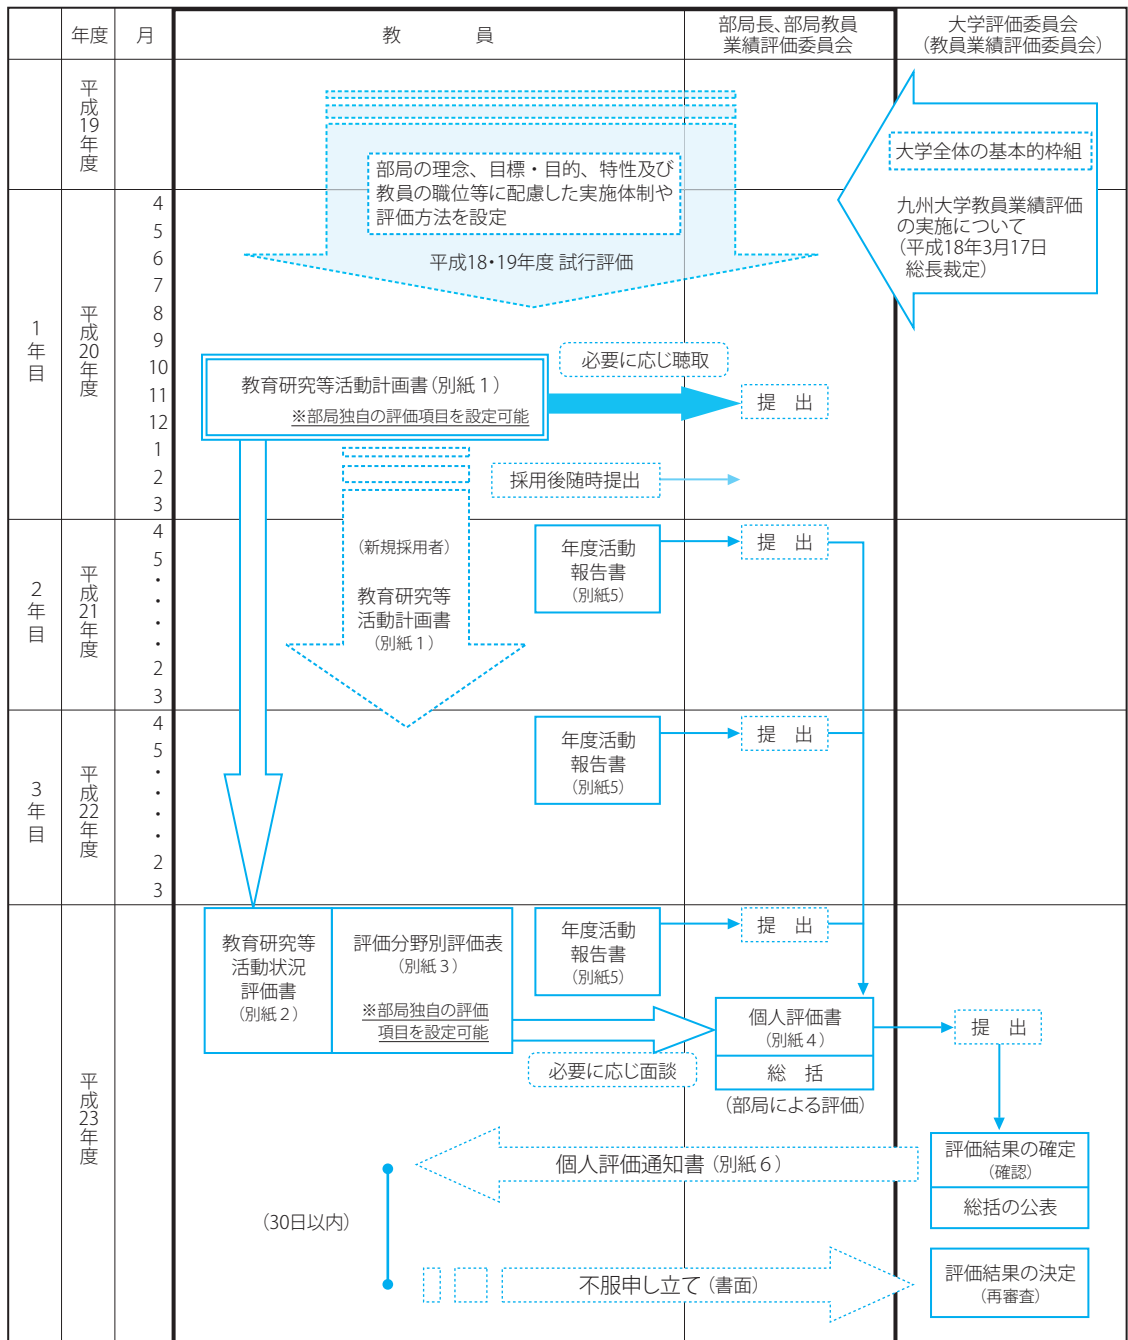 年度
月
教　員
部局長、部局教員
業績評価委員会
大学評価委員会
（教員業績評価委員会）
平成19年度
部局の理念、目標・目的、特性及び
教員の職位等に配慮した実施体制や
評価方法を設定
平成18・19年度 試行評価
大学全体の基本的枠組
九州大学教員業績評価
の実施について
（平成18年3月17日
総長裁定）
1年目
平成20年度
4
5
6
7
8
9
10
11
12
1
2
3
教育研究等活動計画書（別紙１）
※部局独自の評価項目を設定可能
必要に応じ聴取
提　出
採用後随時提出
2年目
平成21年度
4
5
・
・
・
・
2
3
（新規採用者）
教育研究等
活動計画書
（別紙１）
年度活動
報告書
（別紙5）
提　出
3年目
平成22年度
4
5
・
・
・
・
2
3
年度活動
報告書
（別紙5）
提　出
平成23年度
教育研究等
活動状況
評価書
（別紙２）
評価分野別評価表
（別紙３）
※部局独自の評価
項目を設定可能
年度活動
報告書
（別紙5）
提　出
必要に応じ面談
個人評価書
（別紙４）
総　括
（部局による評価）
提　出
評価結果の確定
（確認）
総括の公表
個人評価通知書（別紙６）
（30日以内）
不服申し立て（書面）
評価結果の決定
（再審査）